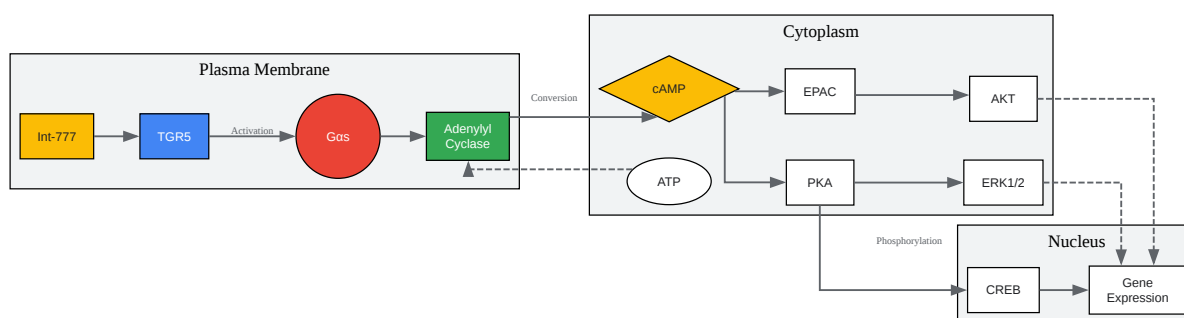 Plasma Membrane
Int-777
TGR5
Activation
Gαs
Adenylyl
Cyclase
Conversion
Cytoplasm
cAMP
EPAC
AKT
ATP
PKA
ERK1/2
Phosphorylation
Nucleus
CREB
Gene
Expression